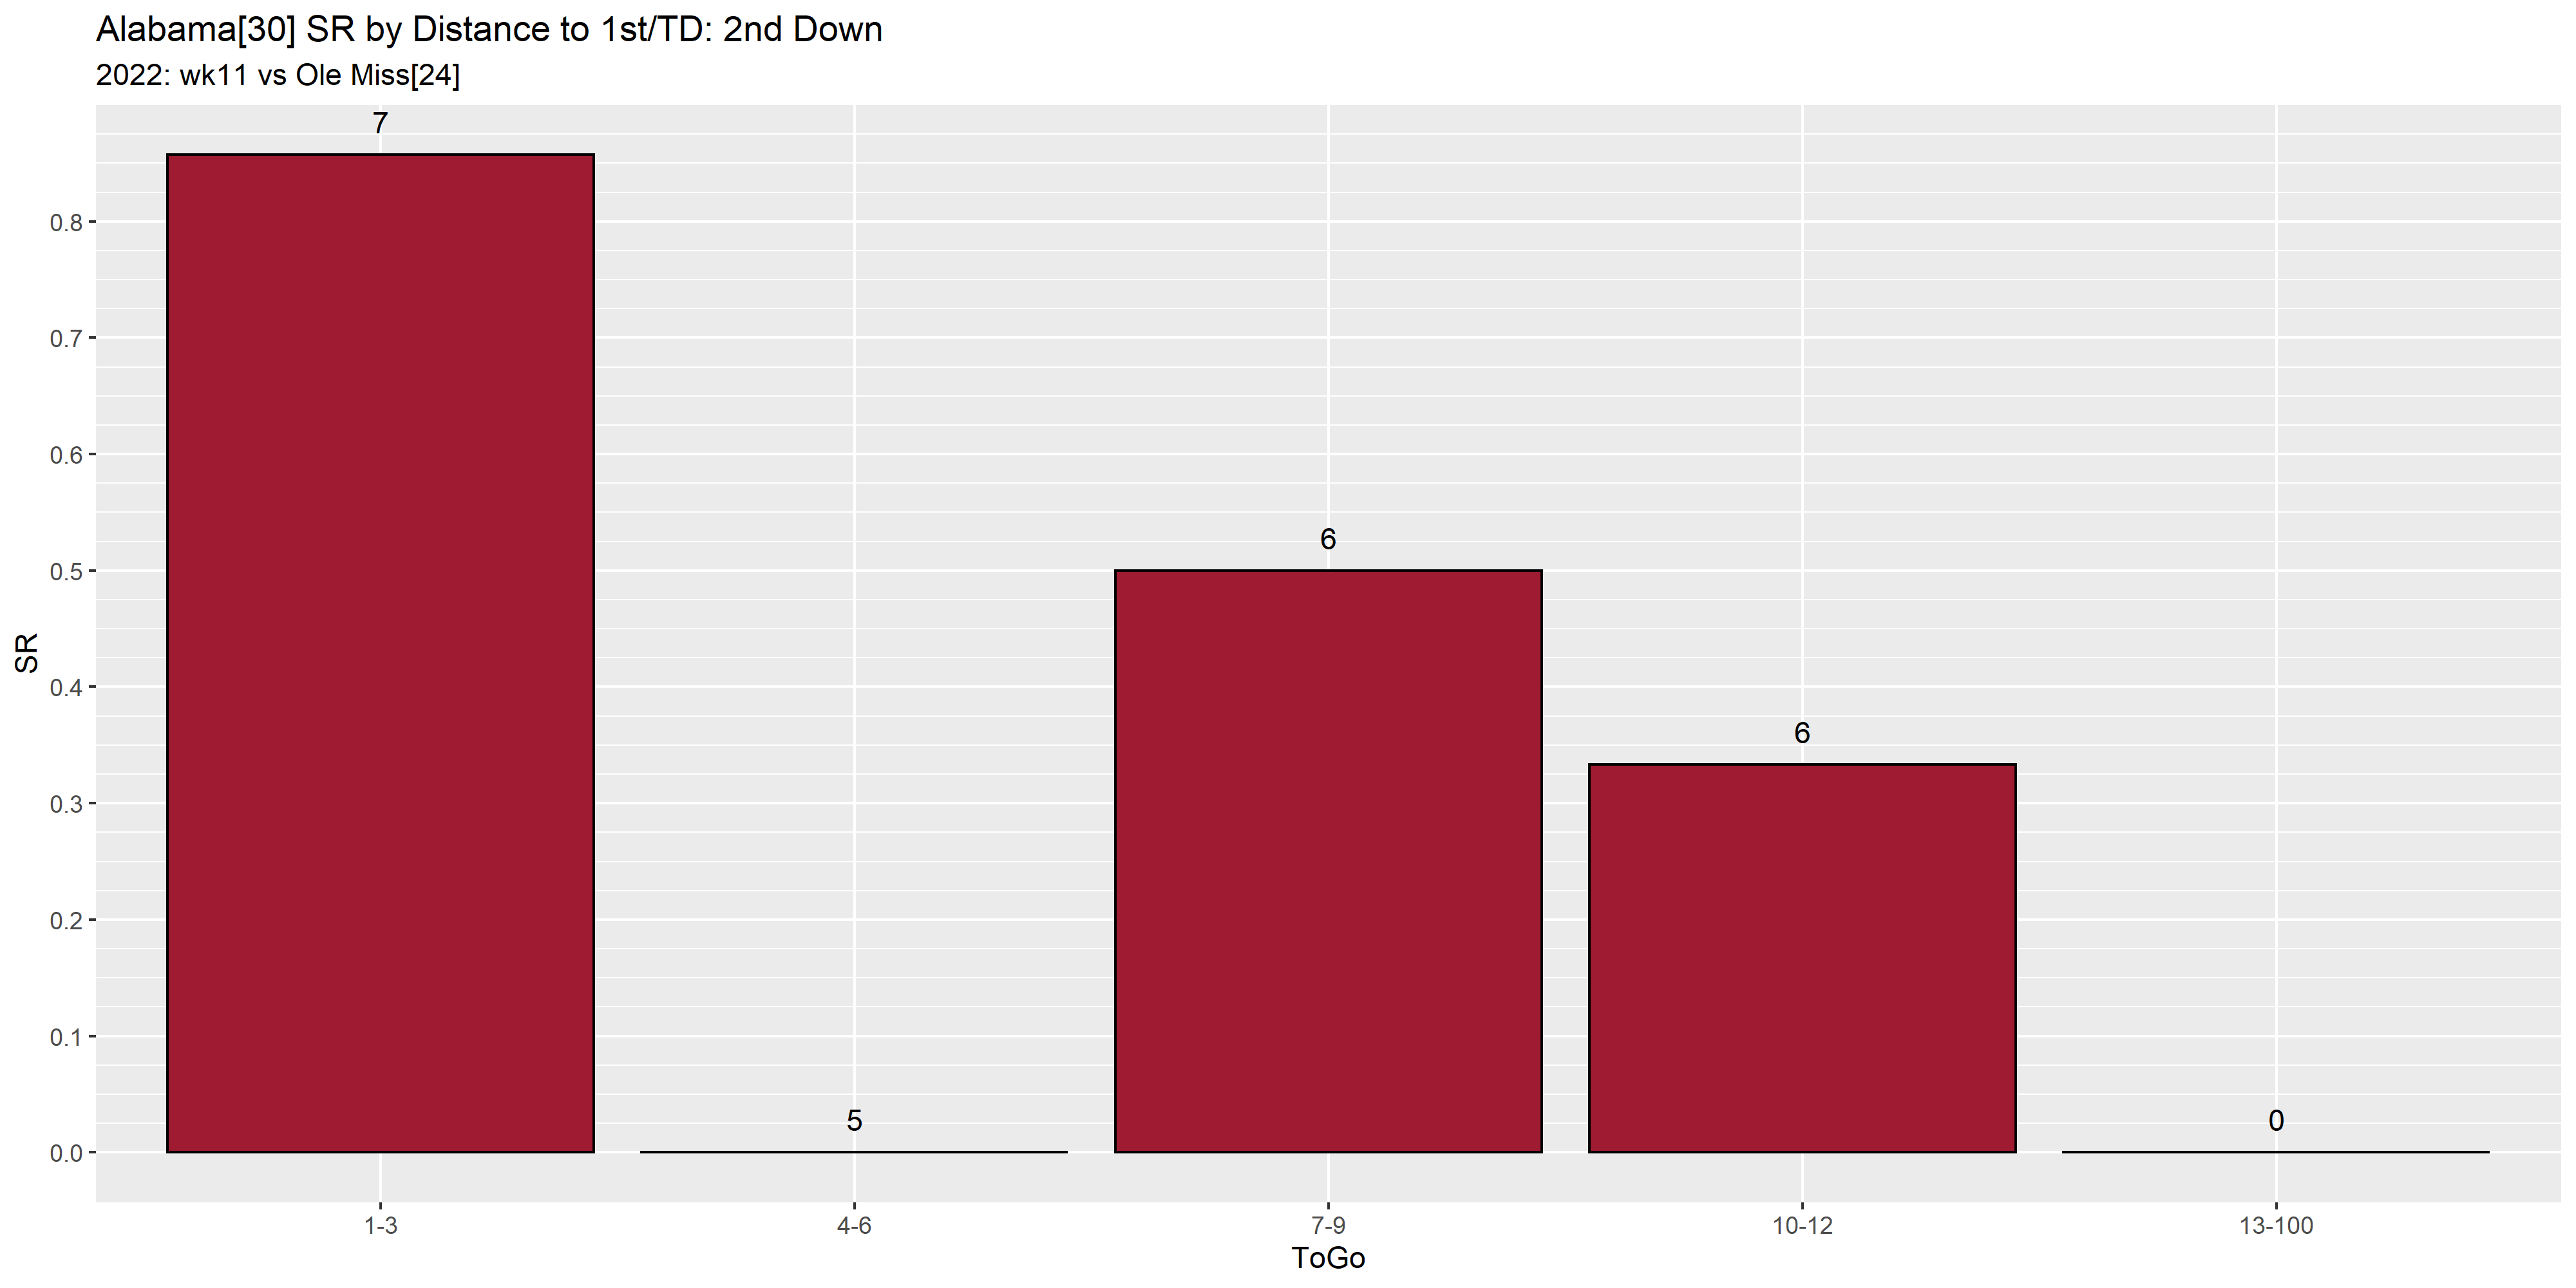 Alabama[30] SR by Distance to 1st/TD: 2nd Down
2022: wk11 vs Ole Miss[24]
7
0.8
0.7
0.6
6
0.5
SR
0.4
6
0.3
0.2
0.1
5
0
0.0
1-3 4-6 7-9 10-12 13-100
ToGo